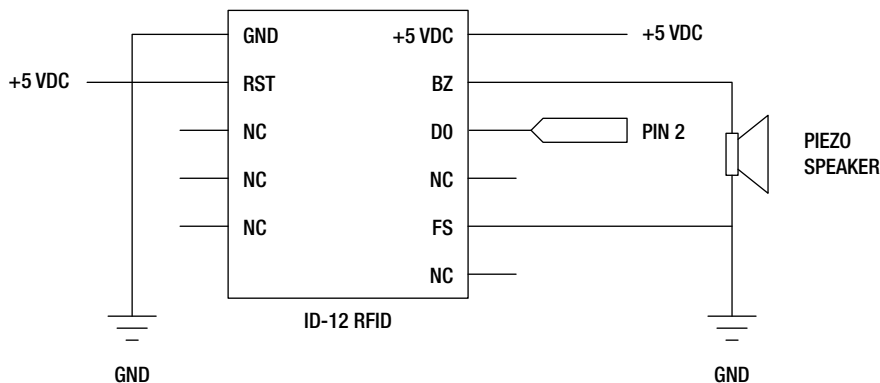 GND
+5 VDC
+5 VDC
+5 VDC
RST
BZ
NC
D0
PIN 2
PIEZO
SPEAKER
NC
NC
NC
FS
NC
ID-12 RFID
GND
GND